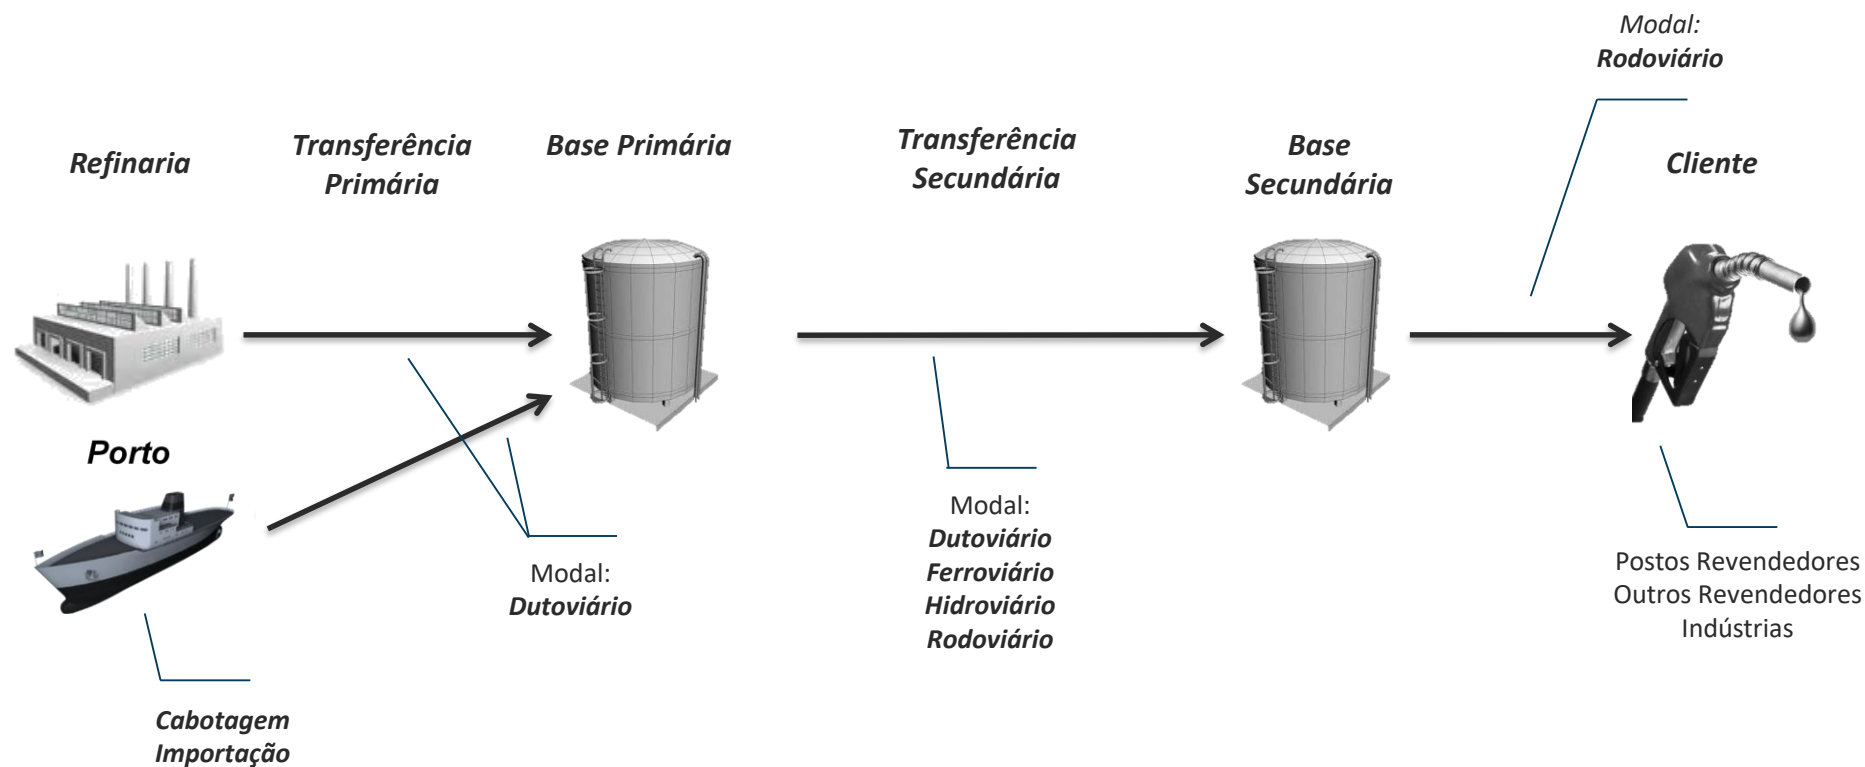 Modal:
Rodoviário
Refinaria
Transferência
Primária
Base Primária
Transferência
Secundária
Base
Secundária
Cliente
Porto
Modal:
Dutoviário
Modal:
Dutoviário
Ferroviário
Hidroviário
Rodoviário
Postos Revendedores
Outros Revendedores
Indústrias
Cabotagem
Importação